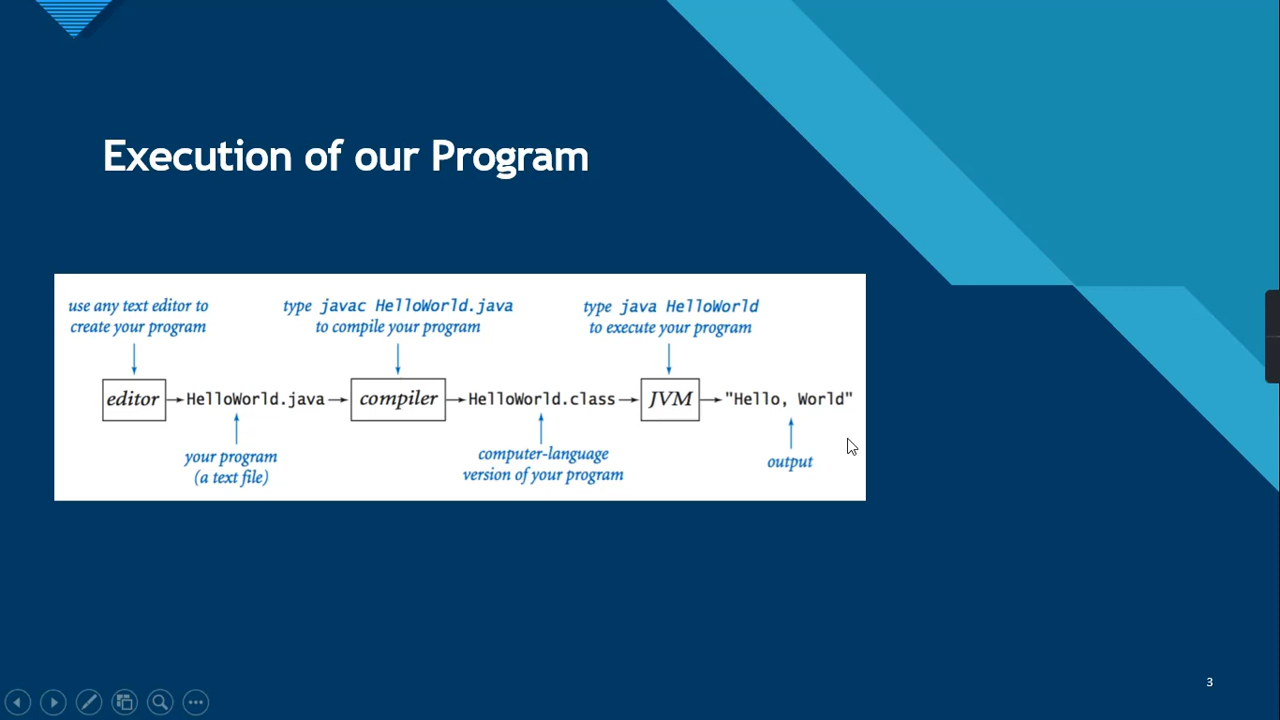 Execution of our Program
use any text editor to
create your program
type javac HelloWorld.java
to compile your program
type java HelloWorld
to execute your program
editor
HelloWorld.java
compiler
HelloWorld.class
JVM
"Hello, World"
your program
(a text file)
computer-language
version of your program
output
3